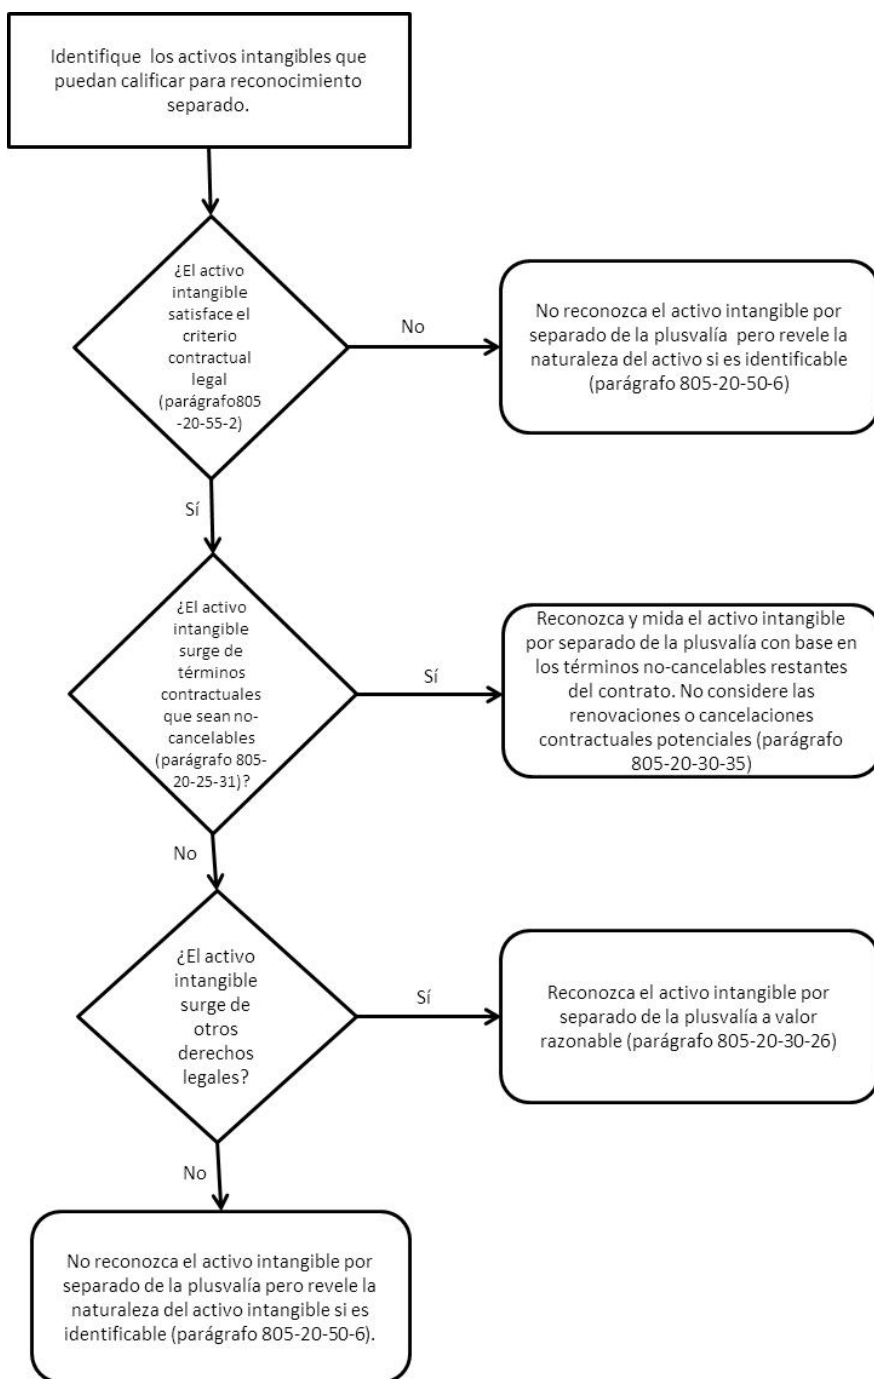 Identifique los activos intangibles que
puedan calificar para reconocimiento
separado.
¿El activo
intangible
satisface el
criterio
contractual
legal
(parágrafo805
-20-55-2)
No
No reconozca el activo intangible por
separado de la plusvalía pero revele la
naturaleza del activo si es identificable
(parágrafo 805-20-50-6)
Sí
¿El activo
intangible
surge de
términos
contractuales
que sean no-
cancelables
(parágrafo 805-
20-25-31)?
Sí
Reconozca y mida el activo intangible
por separado de la plusvalía con base en
los términos no-cancelables restantes
del contrato. No considere las
renovaciones o cancelaciones
contractuales potenciales (parágrafo
805-20-30-35)
No
¿El activo
intangible
surge de
otros
derechos
legales?
Sí
Reconozca el activo intangible por
separado de la plusvalía a valor
razonable (parágrafo 805-20-30-26)
No
No reconozca el activo intangible por
separado de la plusvalía pero revele la
naturaleza del activo intangible si es
identificable (parágrafo 805-20-50-6).